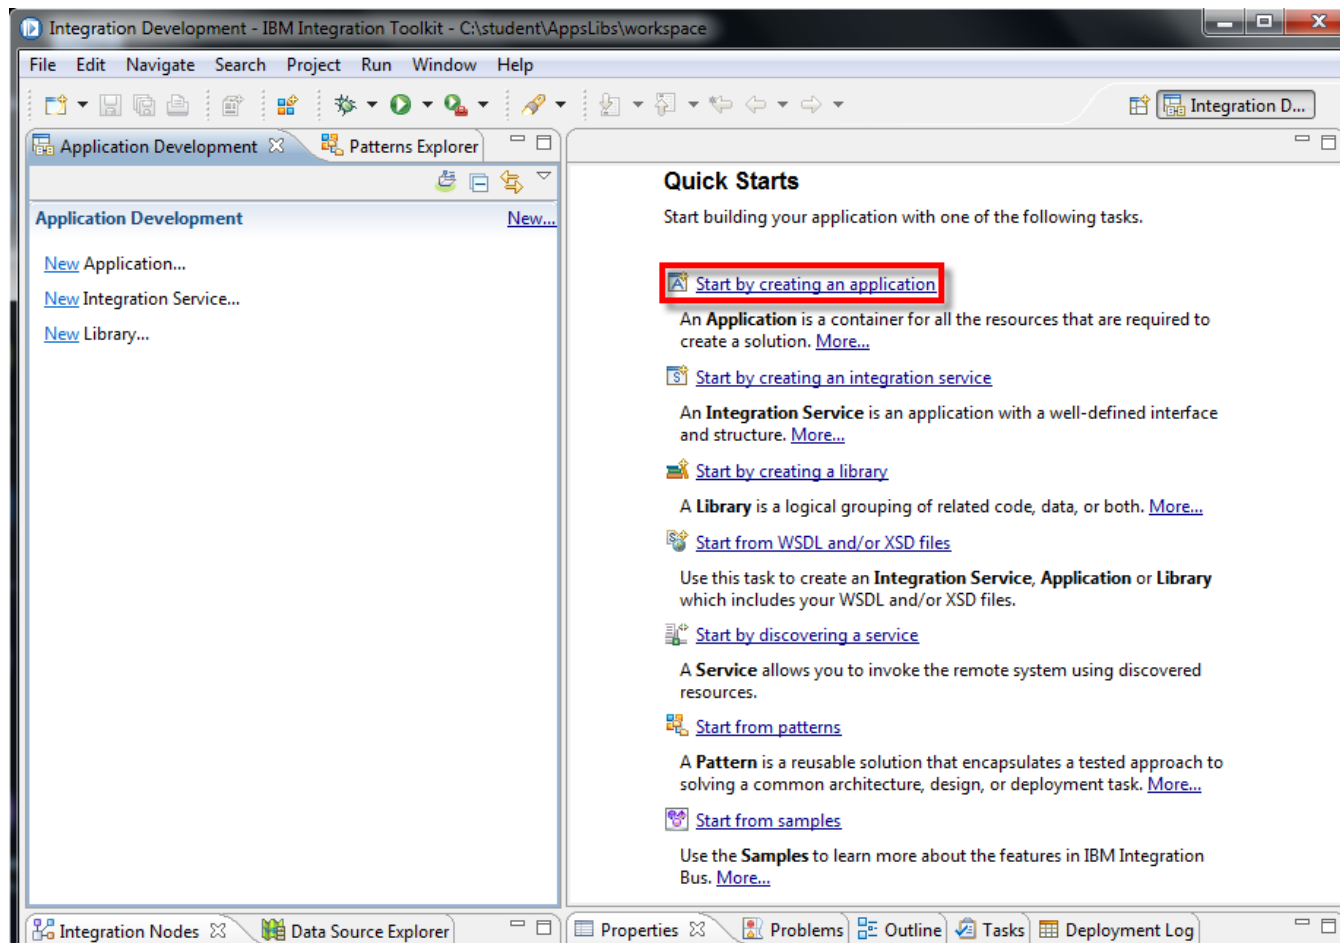 Integration Development - IBM Integration Toolkit - C:\student\AppsLibs\workspace
File Edit Navigate Search Project Run Window Help
Integration D...
Application Development Patterns Explorer
Application Development New...
New Application...
New Integration Service...
New Library...
Quick Starts
Start building your application with one of the following tasks.
Start by creating an application
An Application is a container for all the resources that are required to
create a solution. More...
Start by creating an integration service
An Integration Service is an application with a well-defined interface
and structure. More...
Start by creating a library
A Library is a logical grouping of related code, data, or both. More...
Start from WSDL and/or XSD files
Use this task to create an Integration Service, Application or Library
which includes your WSDL and/or XSD files.
Start by discovering a service
A Service allows you to invoke the remote system using discovered
resources.
Start from patterns
A Pattern is a reusable solution that encapsulates a tested approach to
solving a common architecture, design, or deployment task. More...
Start from samples
Use the Samples to learn more about the features in IBM Integration
Bus. More...
Integration Nodes Data Source Explorer
Properties Problems Outline Tasks Deployment Log